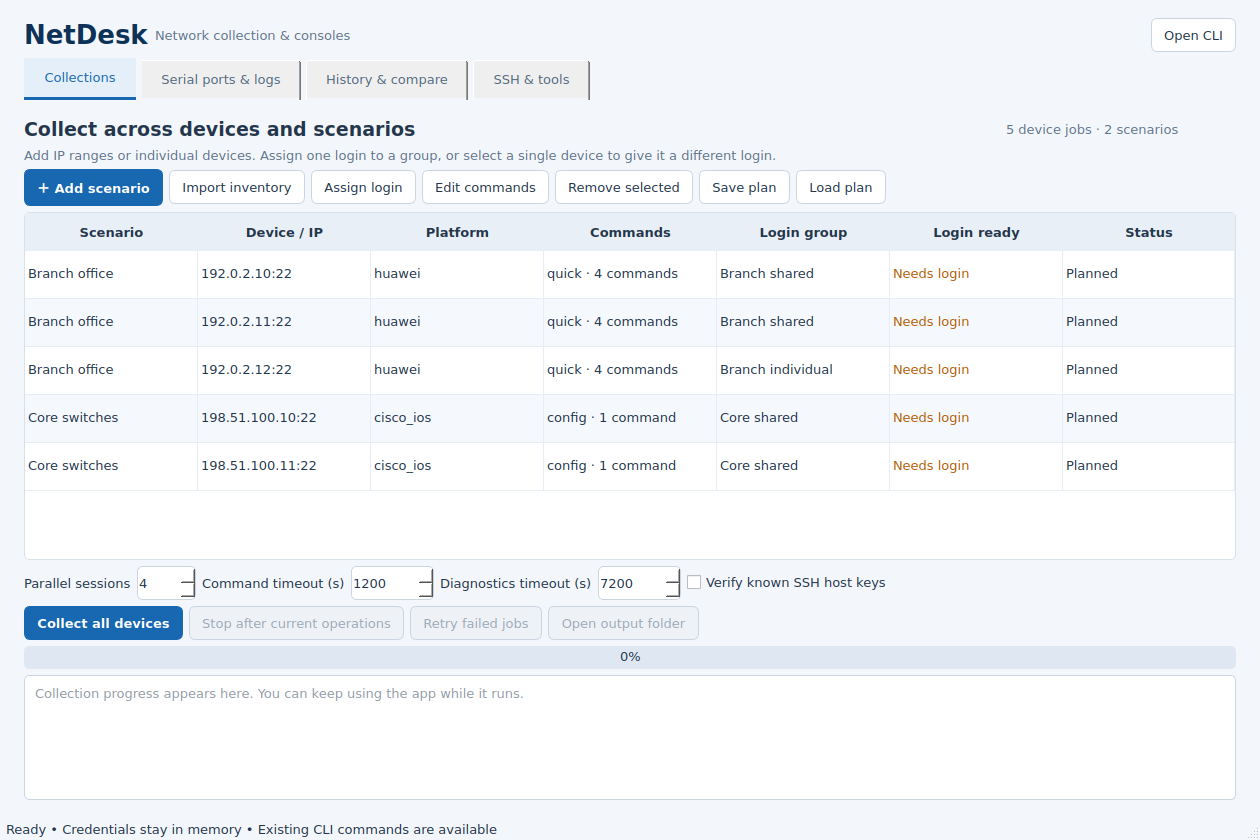 NetDesk Network collection & consoles Open CLI
Collections Serial ports & logs History & compare SSH & tools
Collect across devices and scenarios 5 device jobs · 2 scenarios
Add IP ranges or individual devices. Assign one login to a group, or select a single device to give it a different login.
+ Add scenario Import inventory Assign login Edit commands Remove selected Save plan Load plan
Scenario Device / IP Platform Commands Login group Login ready Status
Branch office 192.0.2.10:22 huawei quick · 4 commands Branch shared Needs login Planned
Branch office 192.0.2.11:22 huawei quick · 4 commands Branch shared Needs login Planned
Branch office 192.0.2.12:22 huawei quick · 4 commands Branch individual Needs login Planned
Core switches 198.51.100.10:22 cisco_ios config · 1 command Core shared Needs login Planned
Core switches 198.51.100.11:22 cisco_ios config · 1 command Core shared Needs login Planned
Parallel sessions 4 Command timeout (s) 1200 Diagnostics timeout (s) 7200 Verify known SSH host keys
Collect all devices Stop after current operations Retry failed jobs Open output folder
0%
Collection progress appears here. You can keep using the app while it runs.
Ready • Credentials stay in memory • Existing CLI commands are available